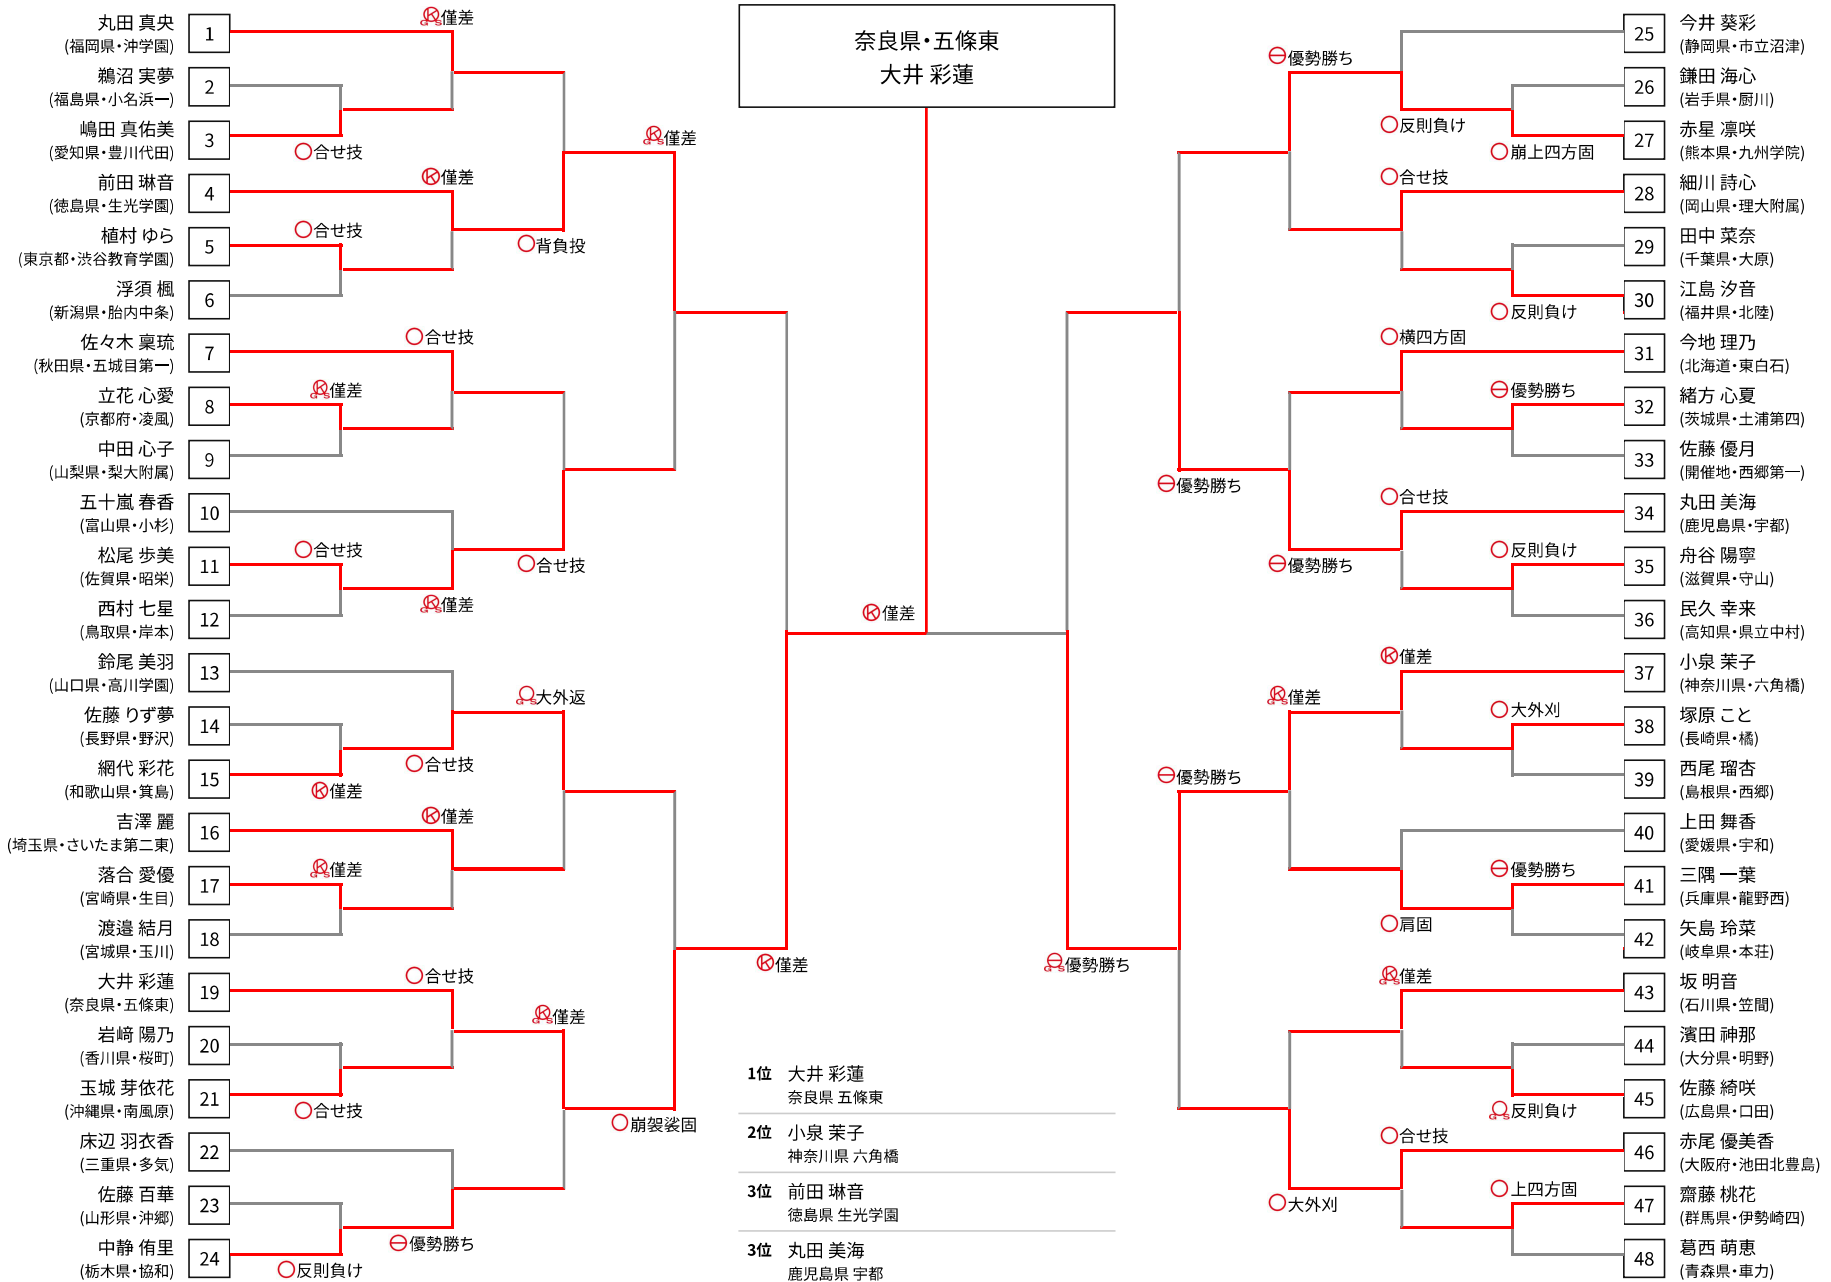 奈良県・五條東
大井 彩蓮
丸田 真央
(福岡県・沖学園)
1
鵜沼 実夢
(福島県・小名浜一)
2
嶋田 真佑美
(愛知県・豊川代田)
3
前田 琳音
(徳島県・生光学園)
4
植村 ゆら
(東京都・渋谷教育学園)
5
浮須 楓
(新潟県・胎内中条)
6
佐々木 稟琉
(秋田県・五城目第一)
7
立花 心愛
(京都府・凌風)
8
中田 心子
(山梨県・梨大附属)
9
五十嵐 春香
(富山県・小杉)
10
松尾 歩美
(佐賀県・昭栄)
11
西村 七星
(鳥取県・岸本)
12
鈴尾 美羽
(山口県・高川学園)
13
佐藤 りず夢
(長野県・野沢)
14
網代 彩花
(和歌山県・箕島)
15
吉澤 麗
(埼玉県・さいたま第二東)
16
落合 愛優
(宮崎県・生目)
17
渡邉 結月
(宮城県・玉川)
18
大井 彩蓮
(奈良県・五條東)
19
岩﨑 陽乃
(香川県・桜町)
20
玉城 芽依花
(沖縄県・南風原)
21
床辺 羽衣香
(三重県・多気)
22
佐藤 百華
(山形県・沖郷)
23
中静 侑里
(栃木県・協和)
24
Ⓚ GS 僅差
○合せ技
Ⓚ僅差
○合せ技
○合せ技
Ⓚ GS 僅差
○合せ技
Ⓚ GS 僅差
Ⓚ僅差
○合せ技
Ⓚ僅差
Ⓚ GS 僅差
○合せ技
○合せ技
○優勢勝ち
○反則負け
○背負投
○合せ技
○ GS 大外返
Ⓚ GS 僅差
Ⓚ GS 僅差
○崩袈裟固
Ⓚ僅差
Ⓚ僅差
25
今井 葵彩
(静岡県・市立沼津)
26
鎌田 海心
(岩手県・厨川)
27
赤星 凛咲
(熊本県・九州学院)
28
細川 詩心
(岡山県・理大附属)
29
田中 菜奈
(千葉県・大原)
30
江島 汐音
(福井県・北陸)
31
今地 理乃
(北海道・東白石)
32
緒方 心夏
(茨城県・土浦第四)
33
佐藤 優月
(開催地・西郷第一)
34
丸田 美海
(鹿児島県・宇都)
35
舟谷 陽寧
(滋賀県・守山)
36
民久 幸来
(高知県・県立中村)
37
小泉 茉子
(神奈川県・六角橋)
38
塚原 こと
(長崎県・橘)
39
西尾 瑠杏
(島根県・西郷)
40
上田 舞香
(愛媛県・宇和)
41
三隅 一葉
(兵庫県・龍野西)
42
矢島 玲菜
(岐阜県・本荘)
43
坂 明音
(石川県・笠間)
44
濱田 神那
(大分県・明野)
45
佐藤 綺咲
(広島県・口田)
46
赤尾 優美香
(大阪府・池田北豊島)
47
齋藤 桃花
(群馬県・伊勢崎四)
48
葛西 萌恵
(青森県・車力)
○優勢勝ち
○反則負け
○崩上四方固
○合せ技
○反則負け
○横四方固
○優勢勝ち
○優勢勝ち
○合せ技
○反則負け
○優勢勝ち
Ⓚ僅差
○大外刈
Ⓚ GS 僅差
○優勢勝ち
○優勢勝ち
○肩固
○ GS 優勢勝ち
Ⓚ GS 僅差
○ GS 反則負け
○合せ技
○上四方固
○大外刈
1位 大井 彩蓮
奈良県 五條東
2位 小泉 茉子
神奈川県 六角橋
3位 前田 琳音
徳島県 生光学園
3位 丸田 美海
鹿児島県 宇都